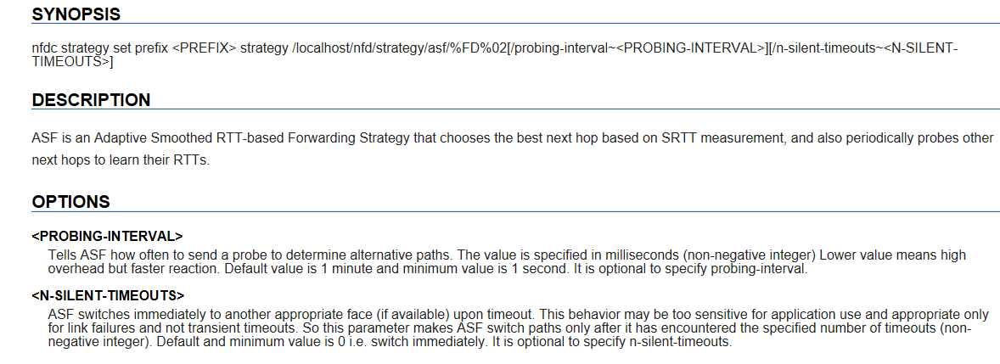 SYNOPSIS
nfdc strategy set prefix <PREFIX> strategy /localhost/nfd/strategy/asf/%FD%02[/probing-interval~<PROBING-INTERVAL>][/n-silent-timeouts~<N-SILENT-
TIMEOUTS>]
DESCRIPTION
ASF is an Adaptive Smoothed RTT-based Forwarding Strategy that chooses the best next hop based on SRTT measurement, and also periodically probes other
next hops to learn their RTTs.
OPTIONS
<PROBING-INTERVAL>
Tells ASF how often to send a probe to determine alternative paths. The value is specified in milliseconds (non-negative integer) Lower value means high
overhead but faster reaction. Default value is 1 minute and minimum value is 1 second. It is optional to specify probing-interval.
<N-SILENT-TIMEOUTS>
ASF switches immediately to another appropriate face (if available) upon timeout. This behavior may be too sensitive for application use and appropriate only
for link failures and not transient timeouts. So this parameter makes ASF switch paths only after it has encountered the specified number of timeouts (non-
negative integer). Default and minimum value is 0 i.e. switch immediately. It is optional to specify n-silent-timeouts.